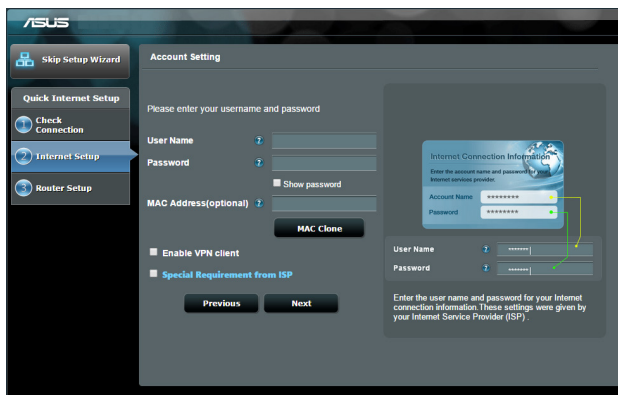 ASUS
Skip Setup Wizard
Quick Internet Setup
1 Check
Connection
2 Internet Setup
3 Router Setup
Account Setting
Please enter your username and password
User Name ?
Password ?
Show password
MAC Address(optional) ?
MAC Clone
Enable VPN client
Special Requirement from ISP
Previous Next
Internet Connection Information
Enter the account name and password for your
Internet services provider.
Account Name ********
Password ********
User Name ? ••••••• |
Password ? ••••••• |
Enter the user name and password for your Internet
connection information.These settings were given by
your Internet Service Provider (ISP) .